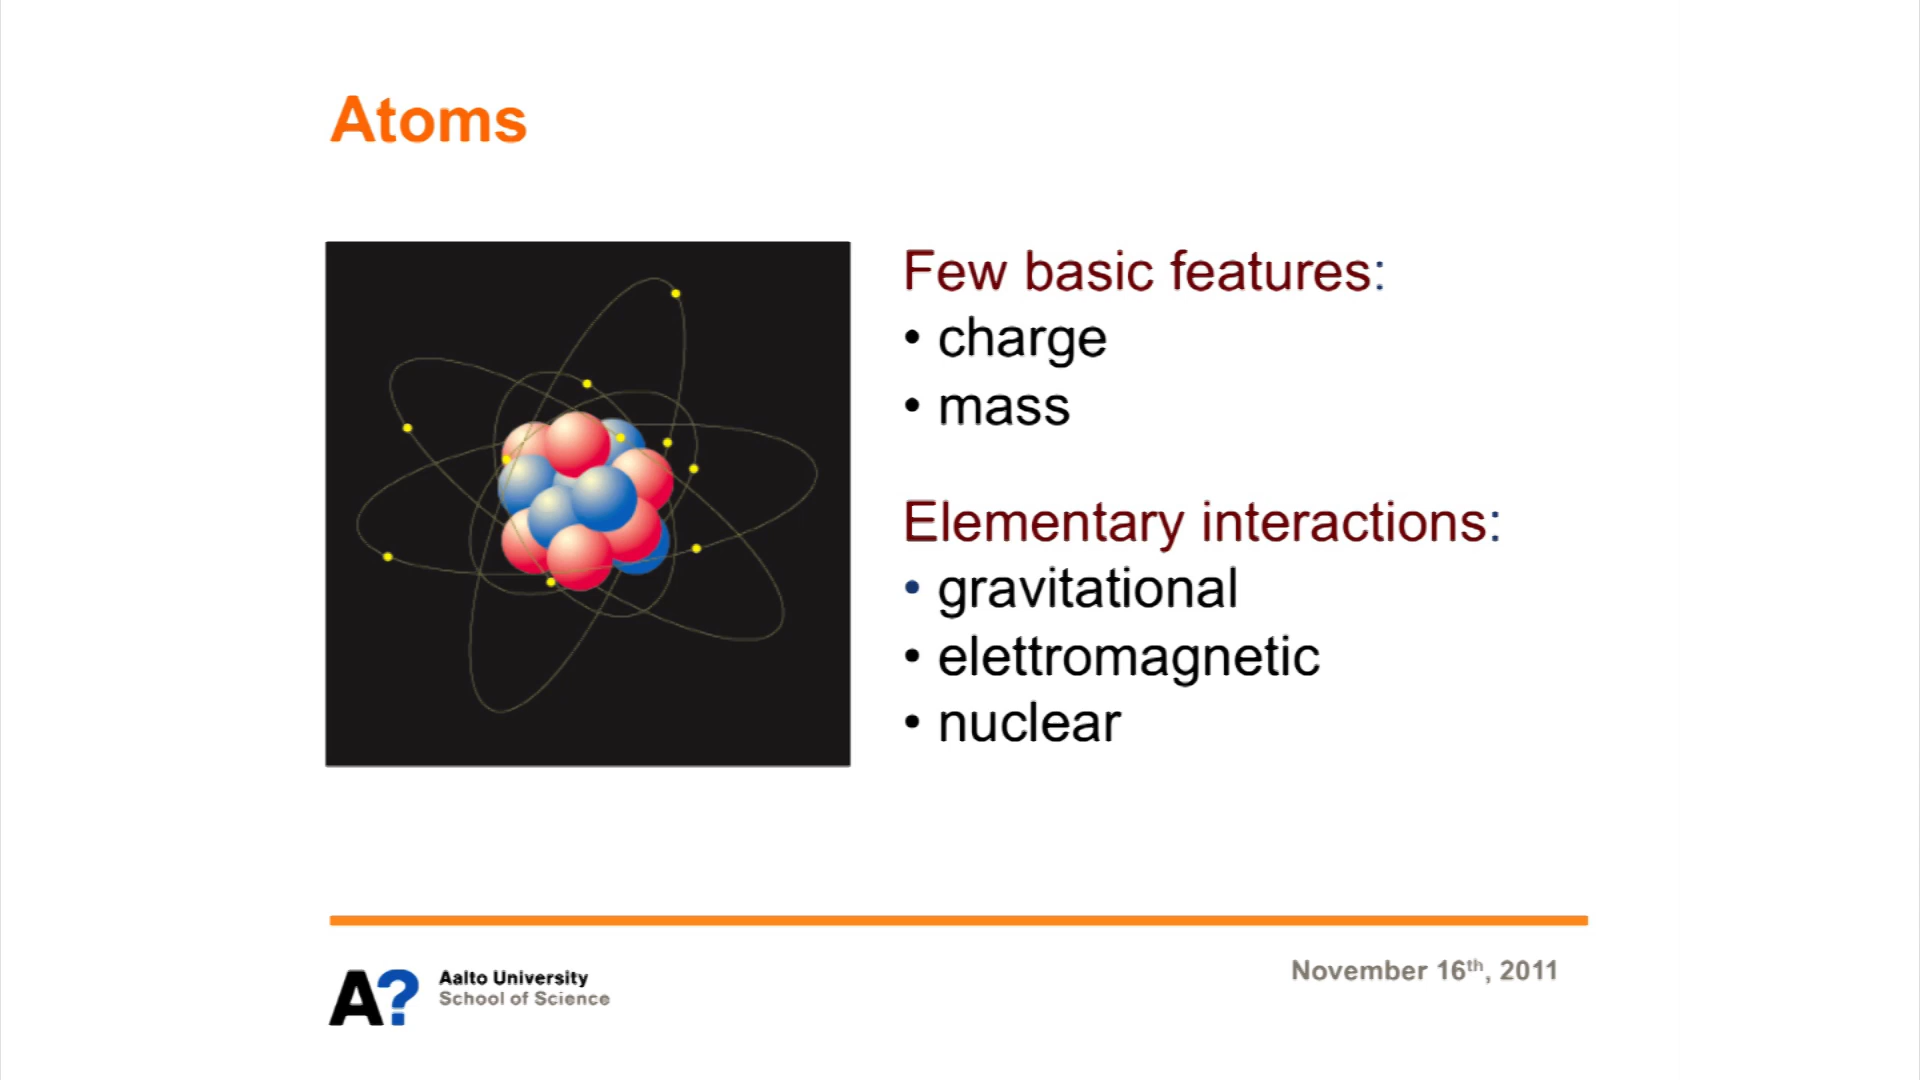 Atoms
Few basic features:
• charge
• mass
Elementary interactions:
• gravitational
• elettromagnetic
• nuclear
A?
Aalto University
School of Science
November 16th, 2011